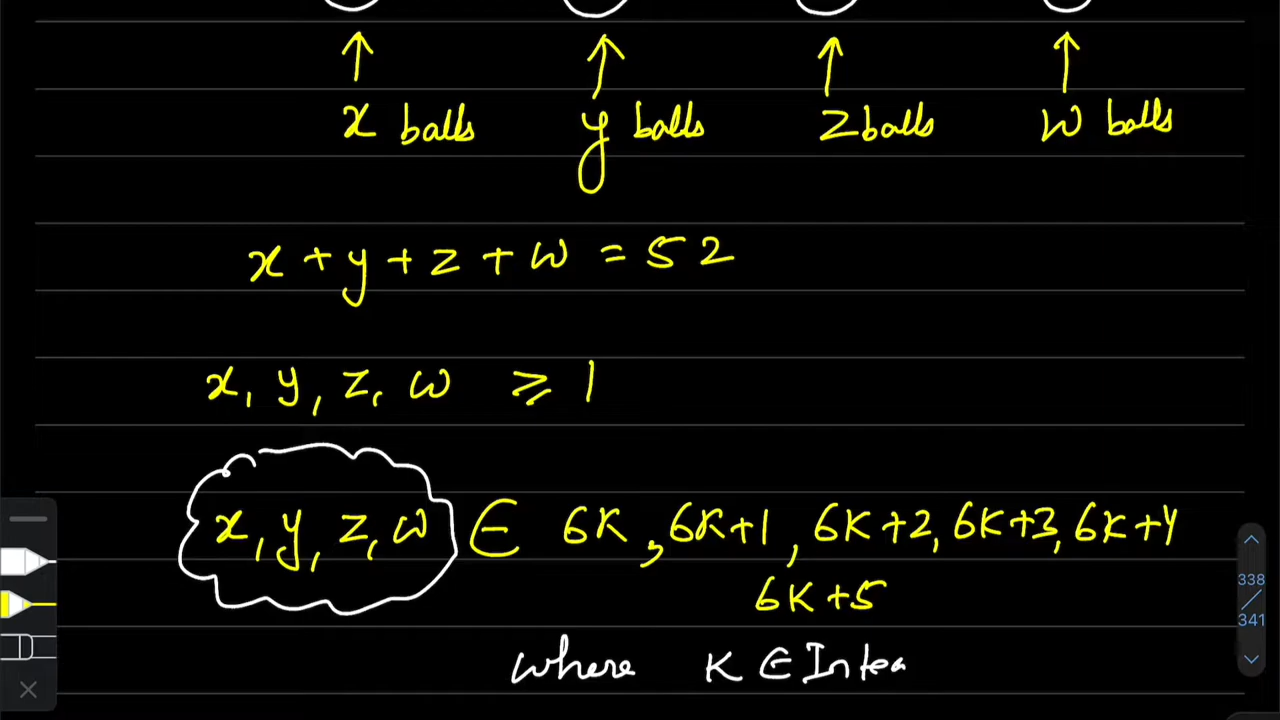 x balls y balls z balls w balls
x + y + z + w = 52
x, y, z, w ≥ 1
x, y, z, w ∈ 6K, 6K+1, 6K+2, 6K+3, 6K+4
6K+5
338
341
where K ∈ Inte